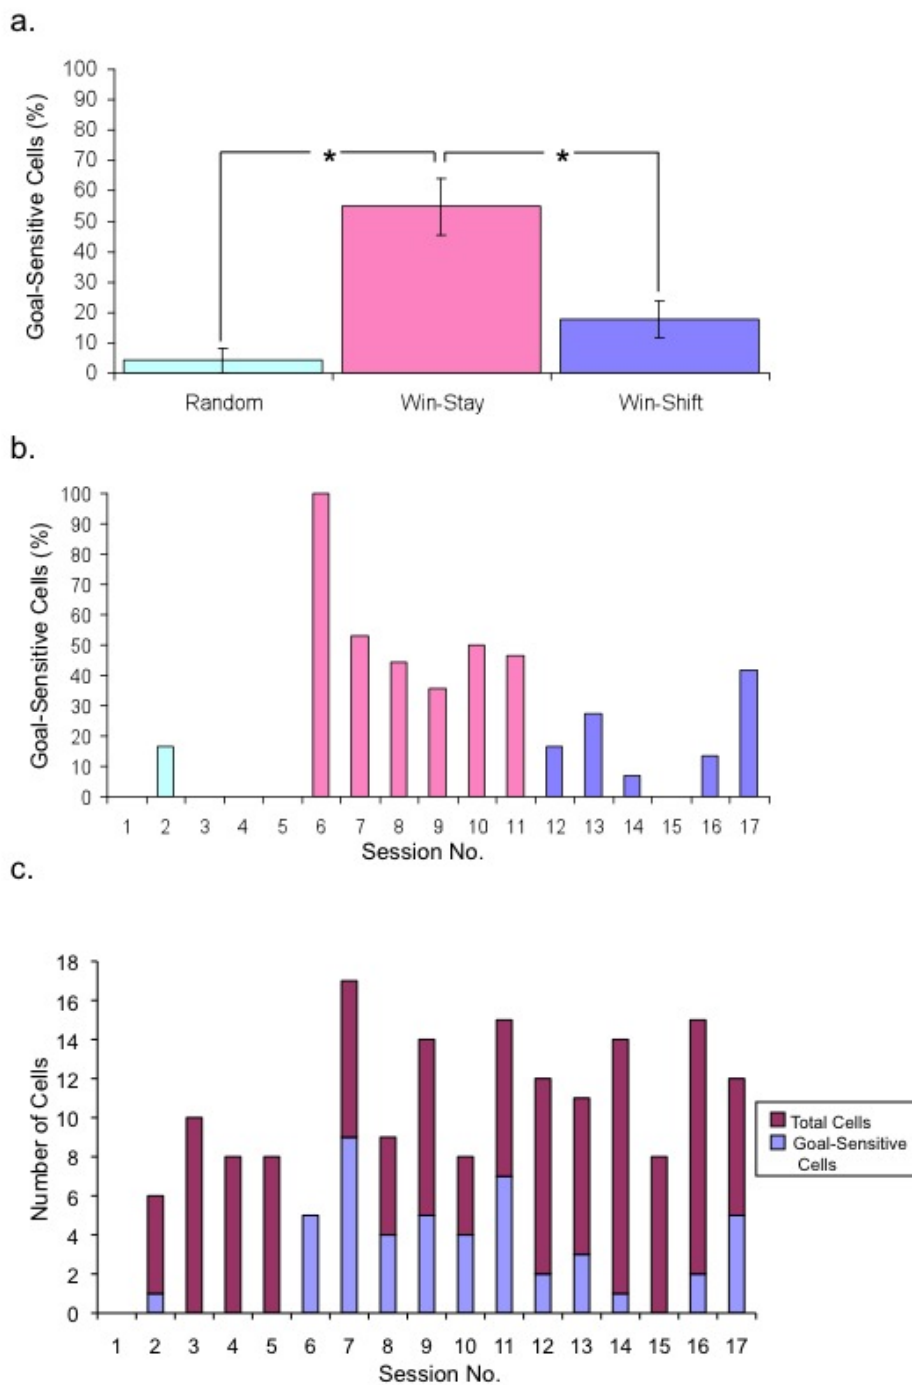 a.
Goal-Sensitive Cells (%)
100
90
80
70
60
50
40
30
20
10
0
* *
Random Win-Stay Win-Shift
b.
Goal-Sensitive Cells (%)
100
90
80
70
60
50
40
30
20
10
0
1 2 3 4 5 6 7 8 9 10 11 12 13 14 15 16 17
Session No.
c.
Number of Cells
18
16
14
12
10
8
6
4
2
0
Total Cells
Goal-Sensitive
Cells
1 2 3 4 5 6 7 8 9 10 11 12 13 14 15 16 17
Session No.